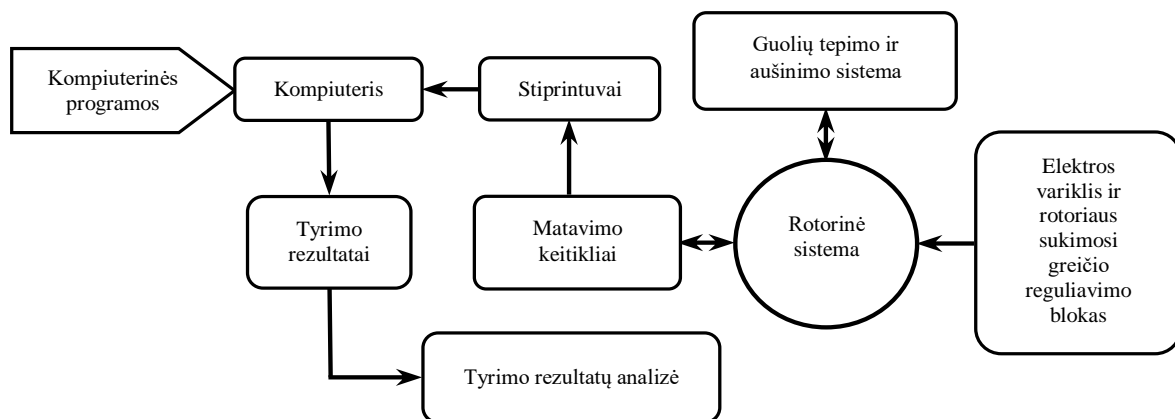 Kompiuterinės
programos
Kompiuteris
Stiprintuvai
Guolių tepimo ir
aušinimo sistema
Tyrimo
rezultatai
Matavimo
keitikliai
Rotorinė
sistema
Elektros
variklis ir
rotoriaus
sukimosi
greičio
reguliavimo
blokas
Tyrimo rezultatų analizė